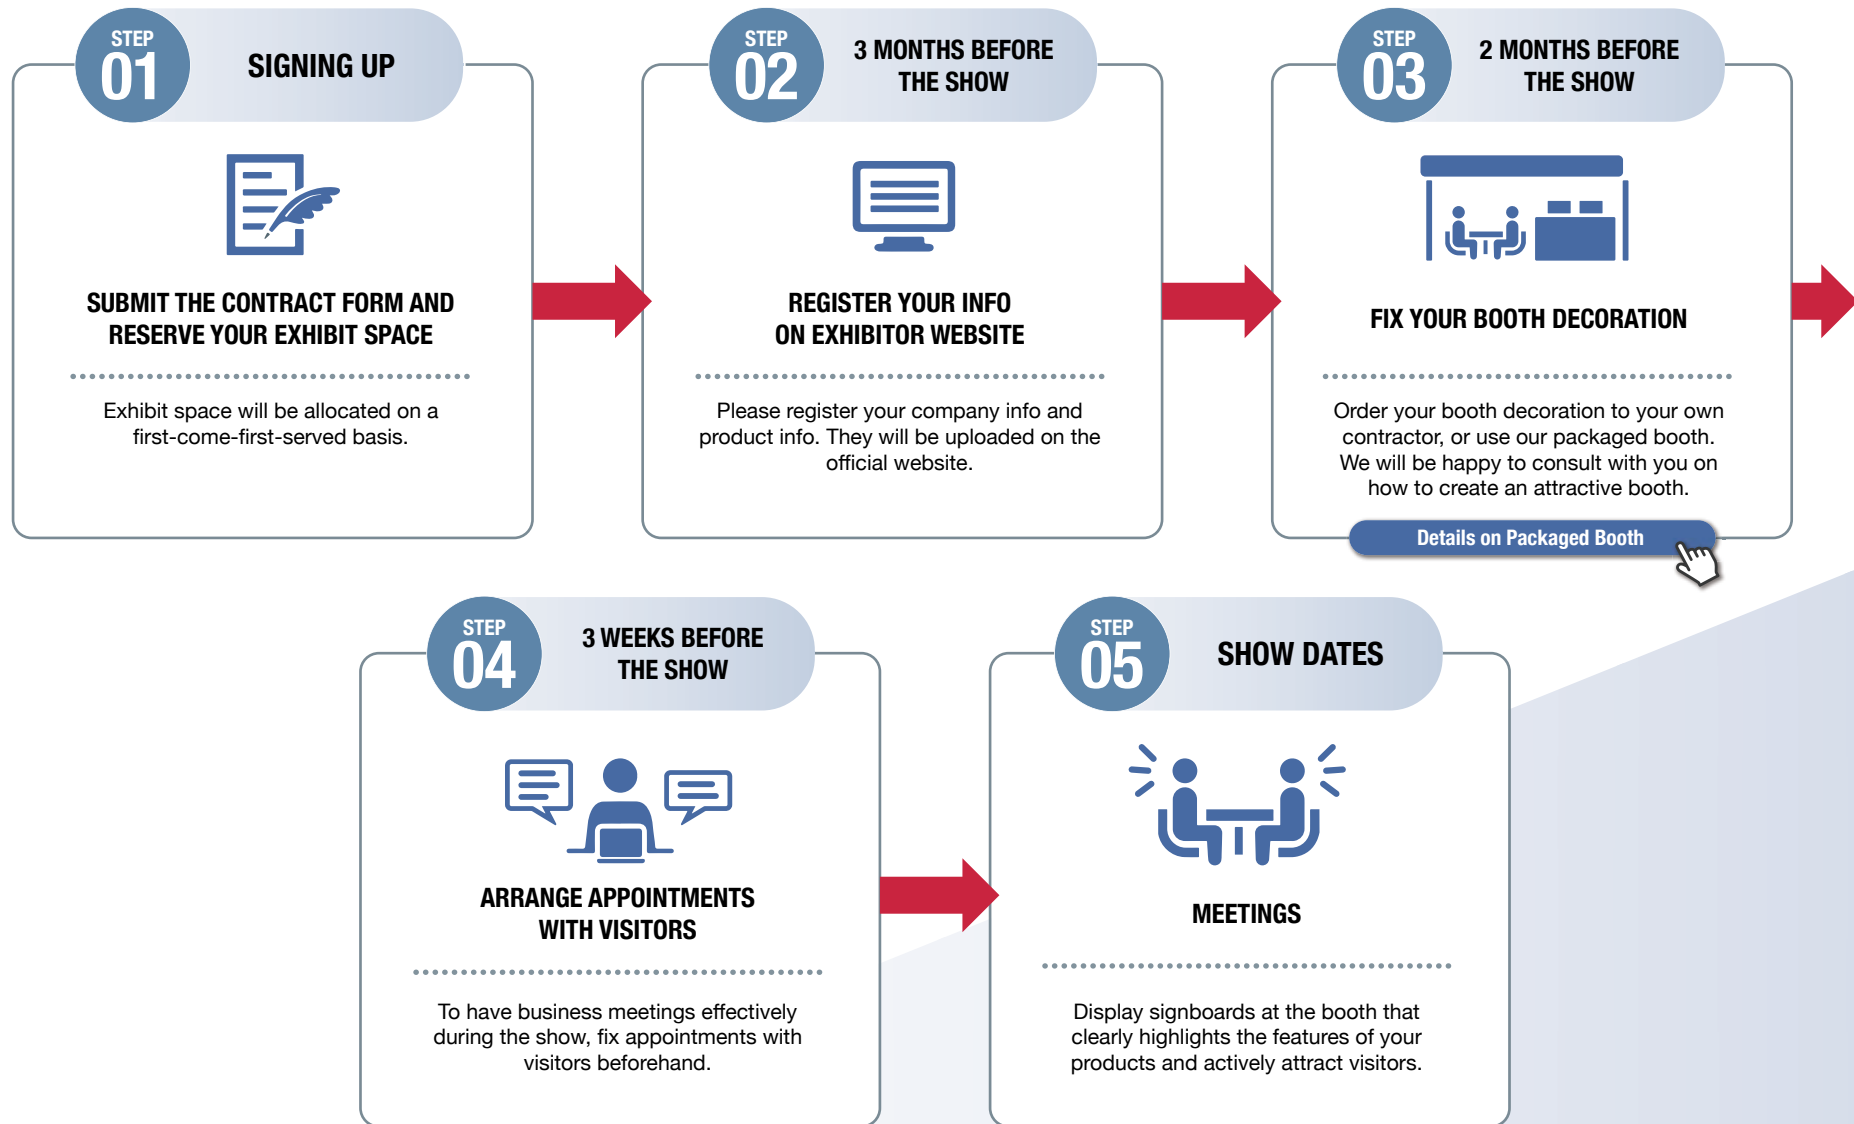 STEP
01
SIGNING UP
SUBMIT THE CONTRACT FORM AND
RESERVE YOUR EXHIBIT SPACE
Exhibit space will be allocated on a
first-come-first-served basis.
STEP
02
3 MONTHS BEFORE
THE SHOW
REGISTER YOUR INFO
ON EXHIBITOR WEBSITE
Please register your company info and
product info. They will be uploaded on the
official website.
STEP
03
2 MONTHS BEFORE
THE SHOW
FIX YOUR BOOTH DECORATION
Order your booth decoration to your own
contractor, or use our packaged booth.
We will be happy to consult with you on
how to create an attractive booth.
Details on Packaged Booth
STEP
04
3 WEEKS BEFORE
THE SHOW
ARRANGE APPOINTMENTS
WITH VISITORS
To have business meetings effectively
during the show, fix appointments with
visitors beforehand.
STEP
05
SHOW DATES
MEETINGS
Display signboards at the booth that
clearly highlights the features of your
products and actively attract visitors.